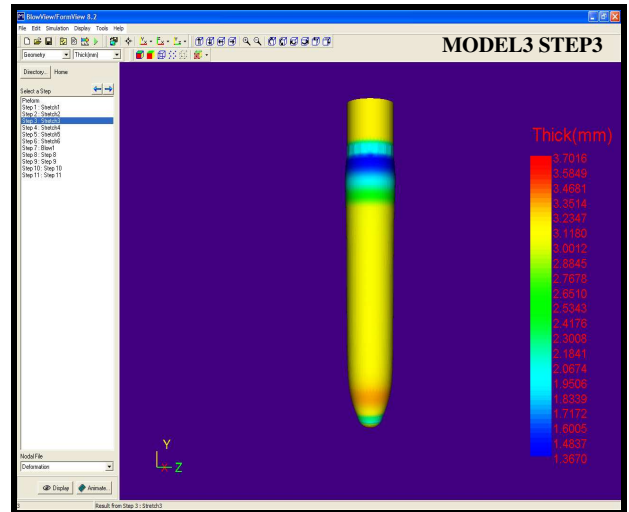 BlowView/FormView 8.2
File Edit Simulation Display Tools Help
MODEL3 STEP3
Geometry Thick(mm)
Directory... Home
Select a Step
Preform
Step 1 : Stretch1
Step 2 : Stretch2
Step 3 : Stretch3
Step 4 : Stretch4
Step 5 : Stretch5
Step 6 : Stretch6
Step 7 : Blow1
Step 8 : Step 8
Step 9 : Step 9
Step 10 : Step 10
Step 11 : Step 11
Thick(mm)
3.7016
3.5849
3.4681
3.3514
3.2347
3.1180
3.0012
2.8845
2.7678
2.6510
2.5343
2.4176
2.3008
2.1841
2.0674
1.9506
1.8339
1.7172
1.6005
1.4837
1.3670
Y
X Z
Nodal File
Deformation
Display Animate...
3 Result from Step 3 : Stretch3